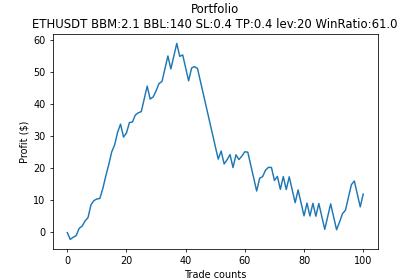 Portfolio
ETHUSDT BBM:2.1 BBL:140 SL:0.4 TP:0.4 lev:20 WinRatio:61.0
60
50
40
30
20
10
0
Profit ($)
0 20 40 60 80 100
Trade counts